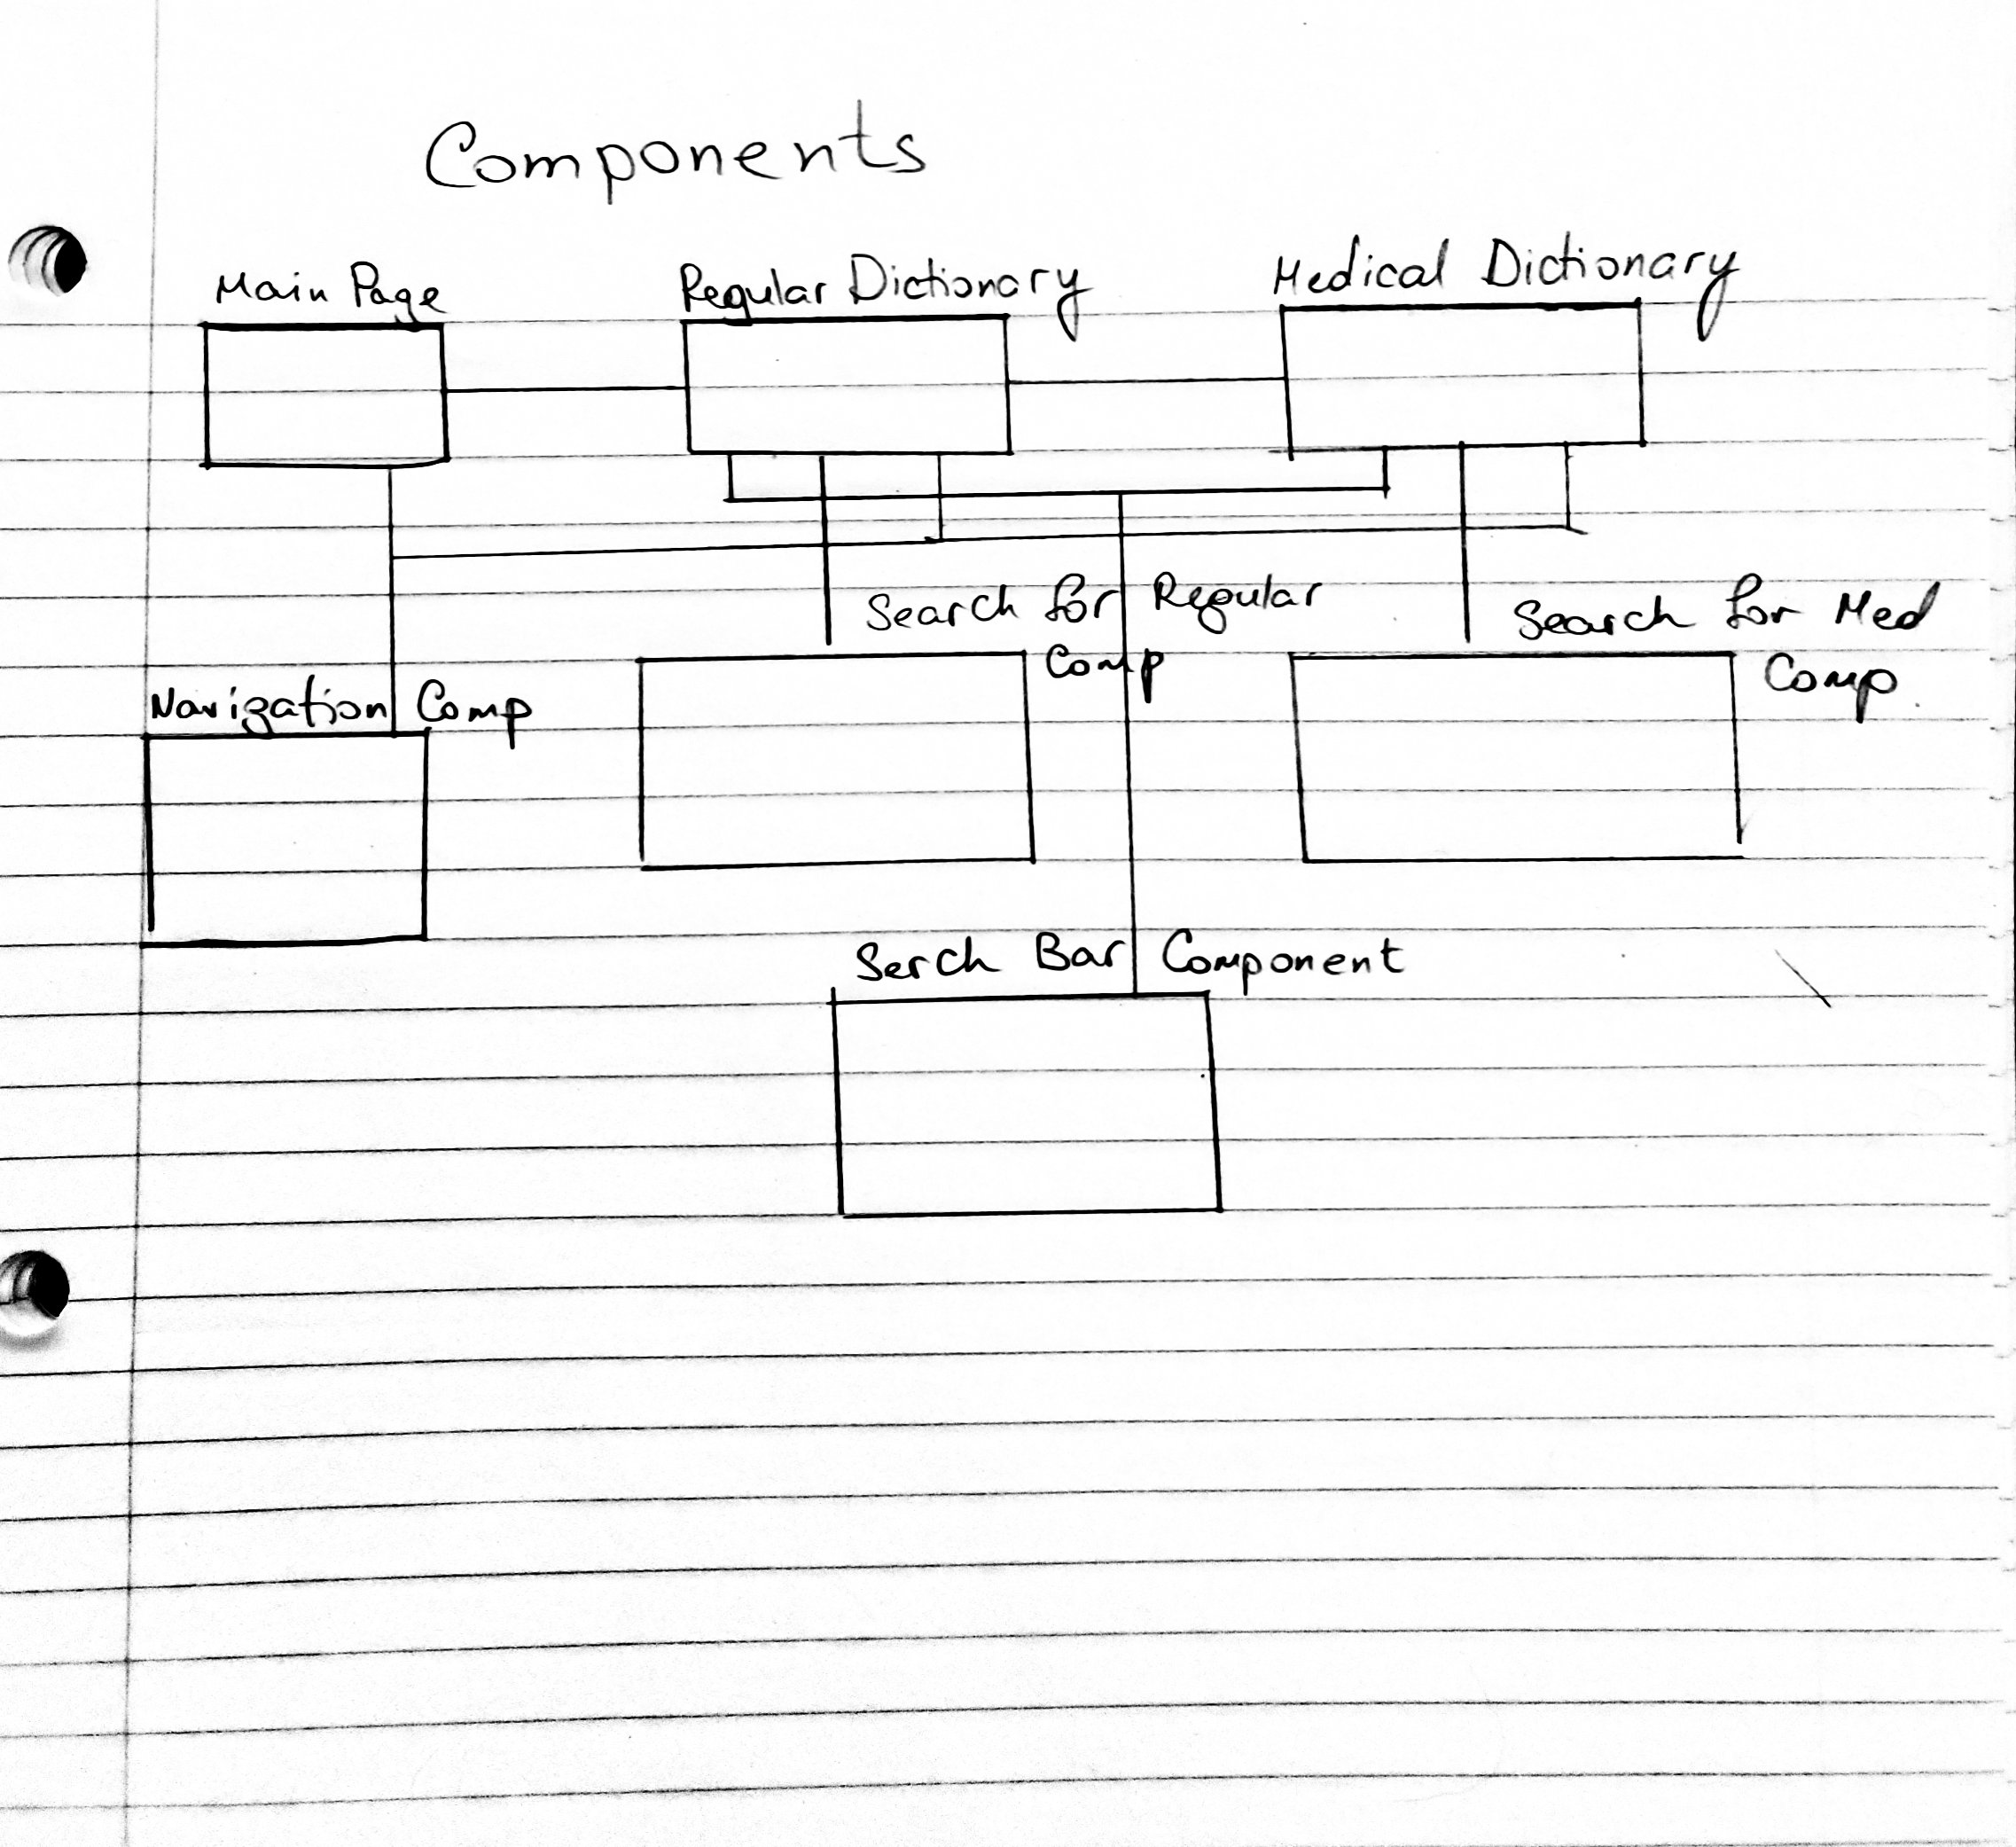 Components
Main Page
Regular Dictionary
Medical Dictionary
Search for Regular
Comp
Search for Med
Comp
Navigation Comp
Serch Bar Component